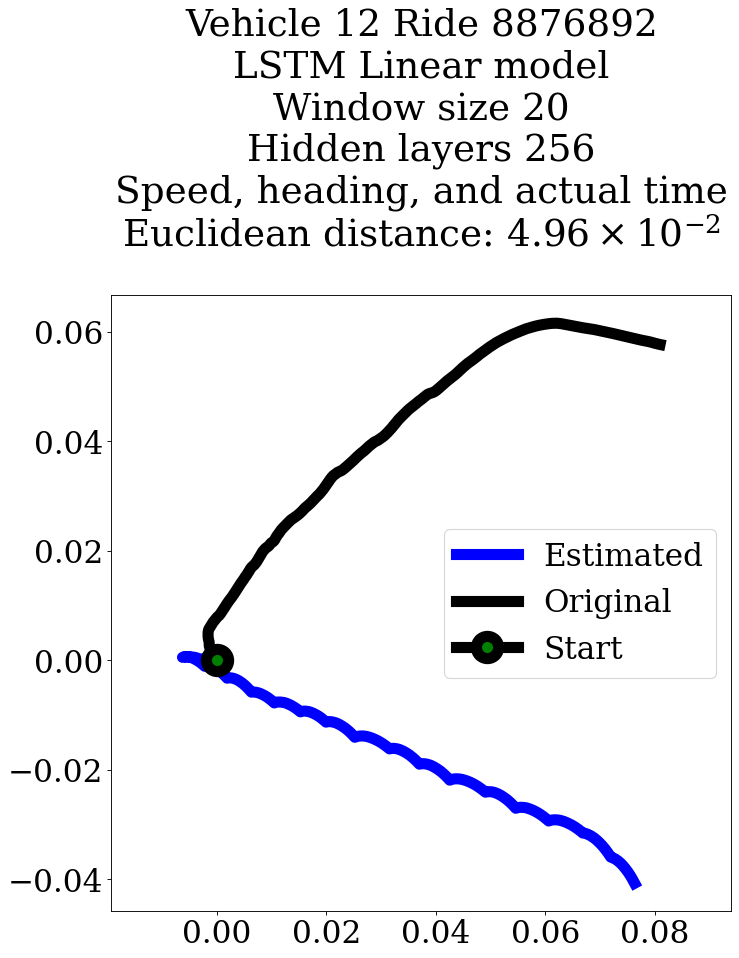 Vehicle 12 Ride 8876892
LSTM Linear model
Window size 20
Hidden layers 256
Speed, heading, and actual time
Euclidean distance: 4.96 × 10⁻²
0.06
0.04
0.02
0.00
−0.02
−0.04
Estimated
Original
Start
0.00 0.02 0.04 0.06 0.08